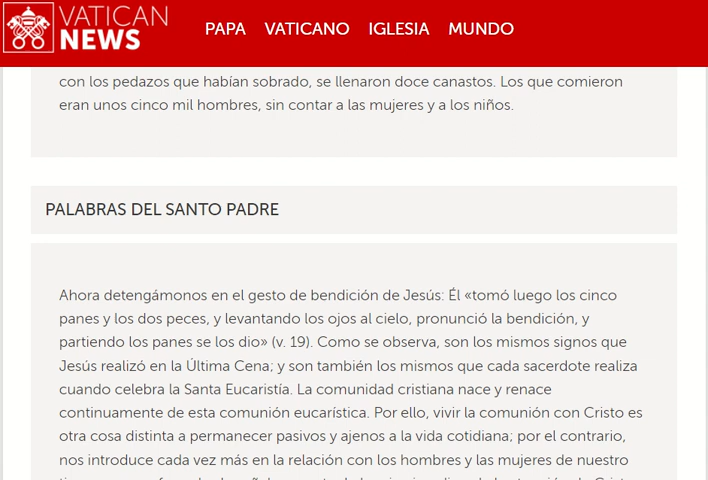 VATICAN
NEWS
PAPA VATICANO IGLESIA MUNDO
con los pedazos que habían sobrado, se llenaron doce canastos. Los que comieron
eran unos cinco mil hombres, sin contar a las mujeres y a los niños.
PALABRAS DEL SANTO PADRE
Ahora detengámonos en el gesto de bendición de Jesús: Él «tomó luego los cinco
panes y los dos peces, y levantando los ojos al cielo, pronunció la bendición, y
partiendo los panes se los dio» (v. 19). Como se observa, son los mismos signos que
Jesús realizó en la Última Cena; y son también los mismos que cada sacerdote realiza
cuando celebra la Santa Eucaristía. La comunidad cristiana nace y renace
continuamente de esta comunión eucarística. Por ello, vivir la comunión con Cristo es
otra cosa distinta a permanecer pasivos y ajenos a la vida cotidiana; por el contrario,
nos introduce cada vez más en la relación con los hombres y las mujeres de nuestro